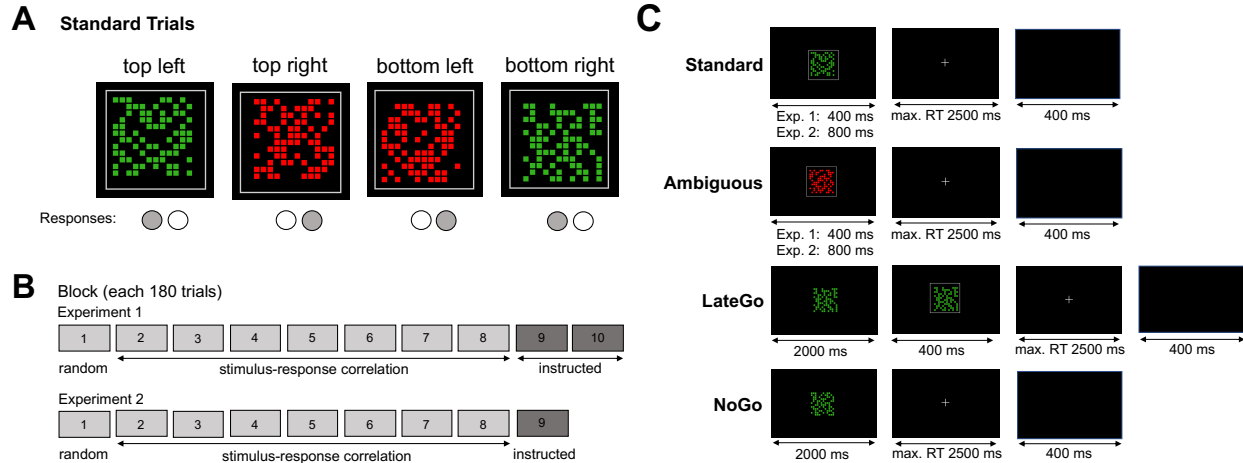 A Standard Trials
top left top right bottom left bottom right
Responses:
B Block (each 180 trials)
Experiment 1
1 2 3 4 5 6 7 8 9 10
random stimulus-response correlation instructed
Experiment 2
1 2 3 4 5 6 7 8 9
random stimulus-response correlation instructed
C
Standard
Exp. 1: 400 ms max. RT 2500 ms 400 ms
Exp. 2: 800 ms
Ambiguous
Exp. 1: 400 ms max. RT 2500 ms 400 ms
Exp. 2: 800 ms
LateGo
2000 ms 400 ms max. RT 2500 ms 400 ms
NoGo
2000 ms max. RT 2500 ms 400 ms